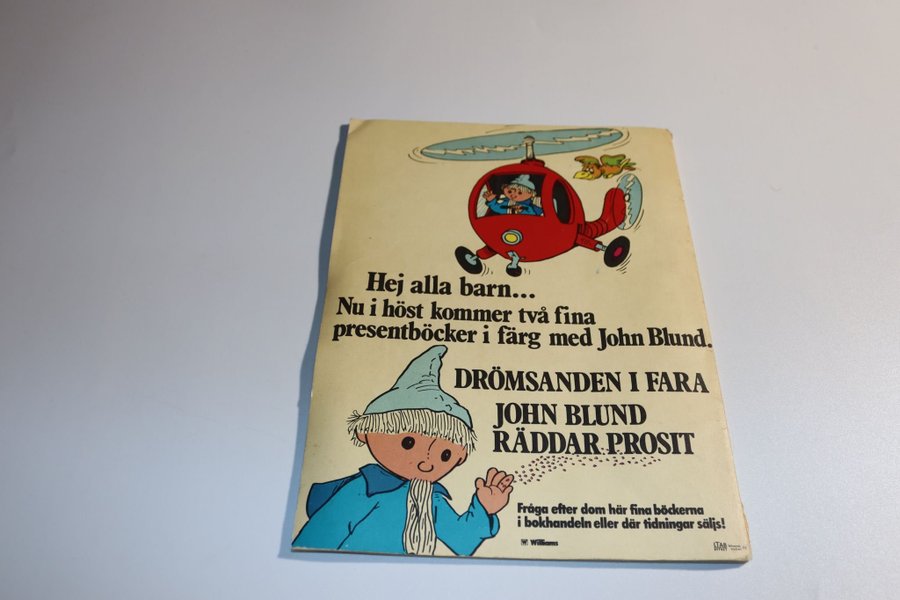 Hej alla barn...
Nu i höst kommer två fina
presentböcker i färg med John Blund.
DRÖMSANDEN I FARA
JOHN BLUND
RÄDDAR PROSIT
Fråga efter dom här fina böckerna
i bokhandeln eller där tidningar säljs!
W Williams